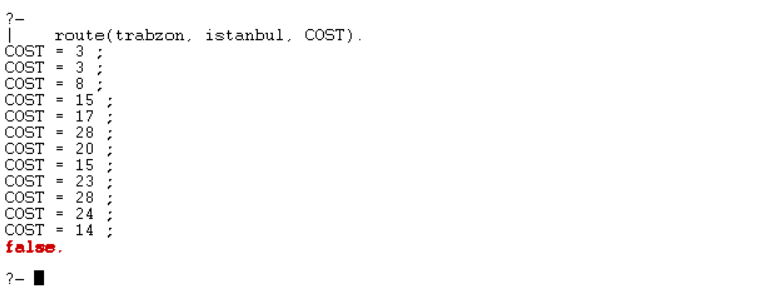 ?-
|    route(trabzon, istanbul, COST).
COST = 3 ;
COST = 3 ;
COST = 8 ;
COST = 15 ;
COST = 17 ;
COST = 28 ;
COST = 20 ;
COST = 15 ;
COST = 23 ;
COST = 28 ;
COST = 24 ;
COST = 14 ;
false.
?-